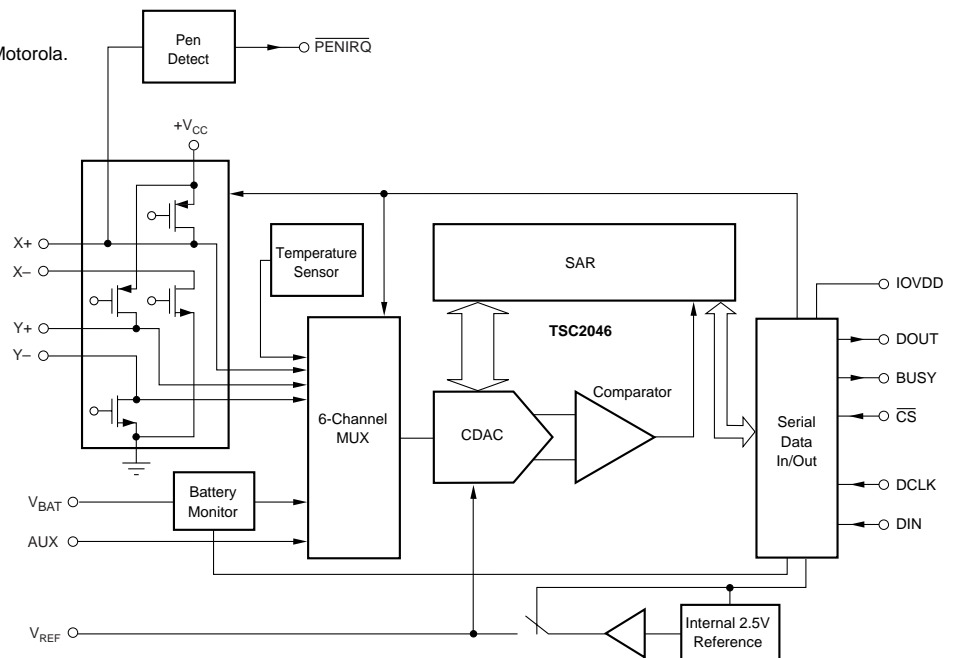 Motorola.
Pen
Detect
PENIRQ
+VCC
X+
X–
Y+
Y–
Temperature
Sensor
SAR
TSC2046
IOVDD
DOUT
BUSY
CS
DCLK
DIN
Comparator
6-Channel
MUX
CDAC
Serial
Data
In/Out
VBAT
Battery
Monitor
AUX
VREF
Internal 2.5V
Reference